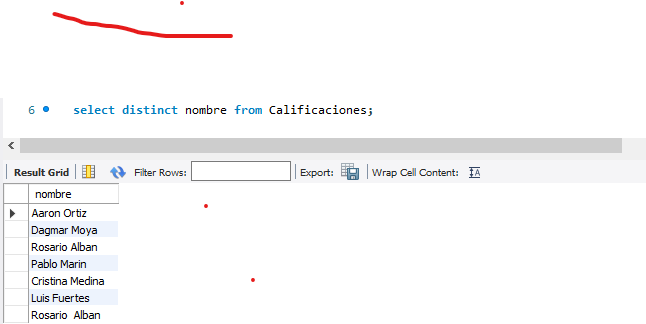 6 select distinct nombre from Calificaciones;
Result Grid Filter Rows: Export: Wrap Cell Content:
nombre
Aaron Ortiz
Dagmar Moya
Rosario Alban
Pablo Marin
Cristina Medina
Luis Fuertes
Rosario  Alban